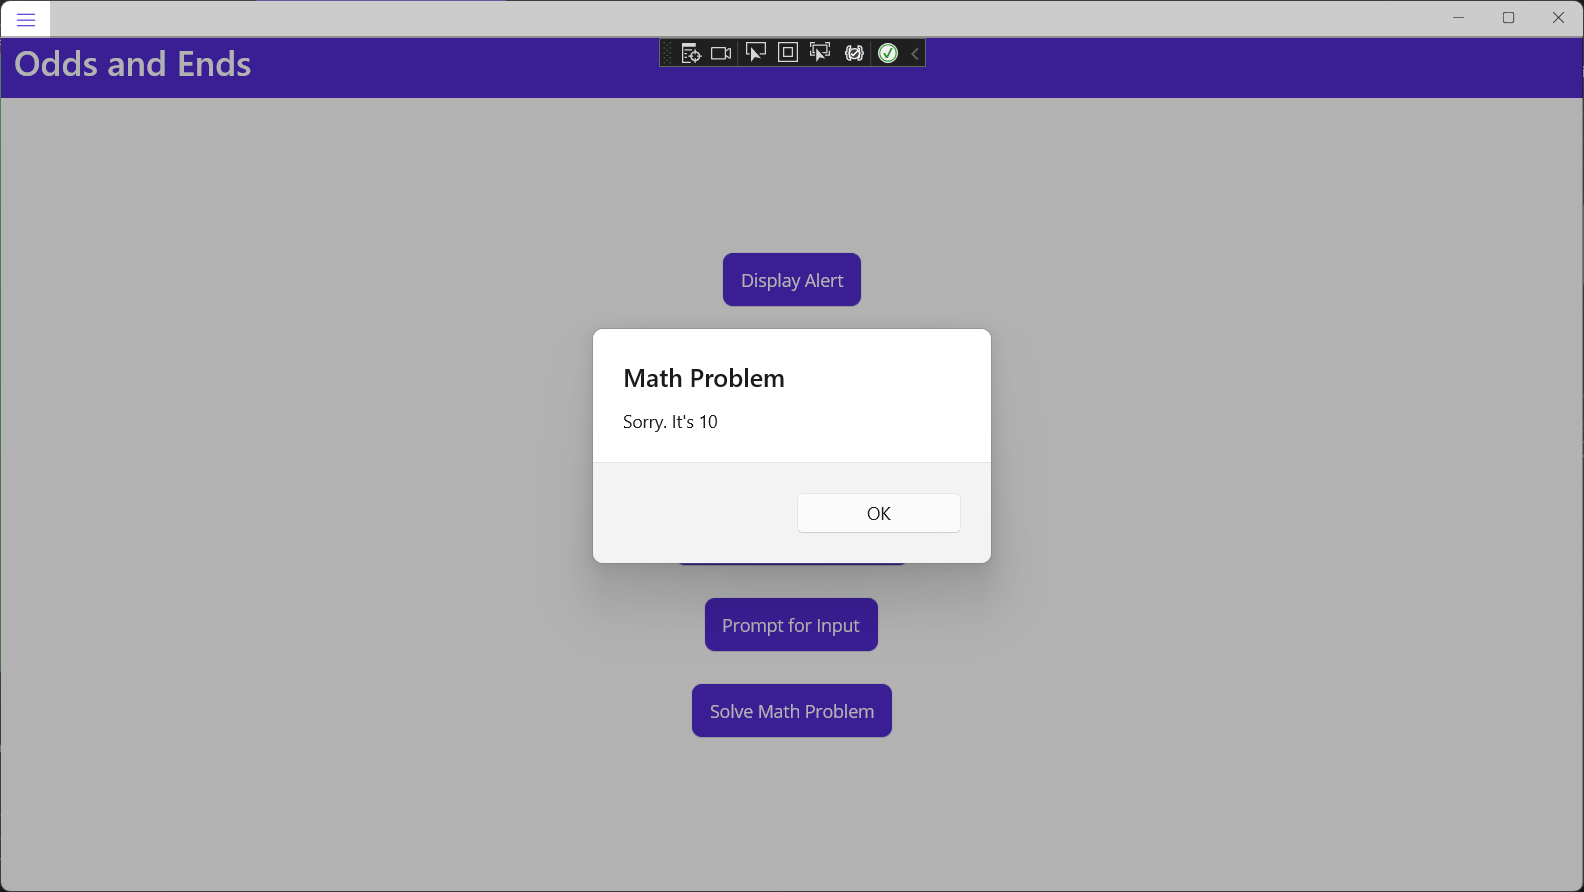 Odds and Ends
Display Alert
Math Problem
Sorry. It's 10
OK
Prompt for Input
Solve Math Problem